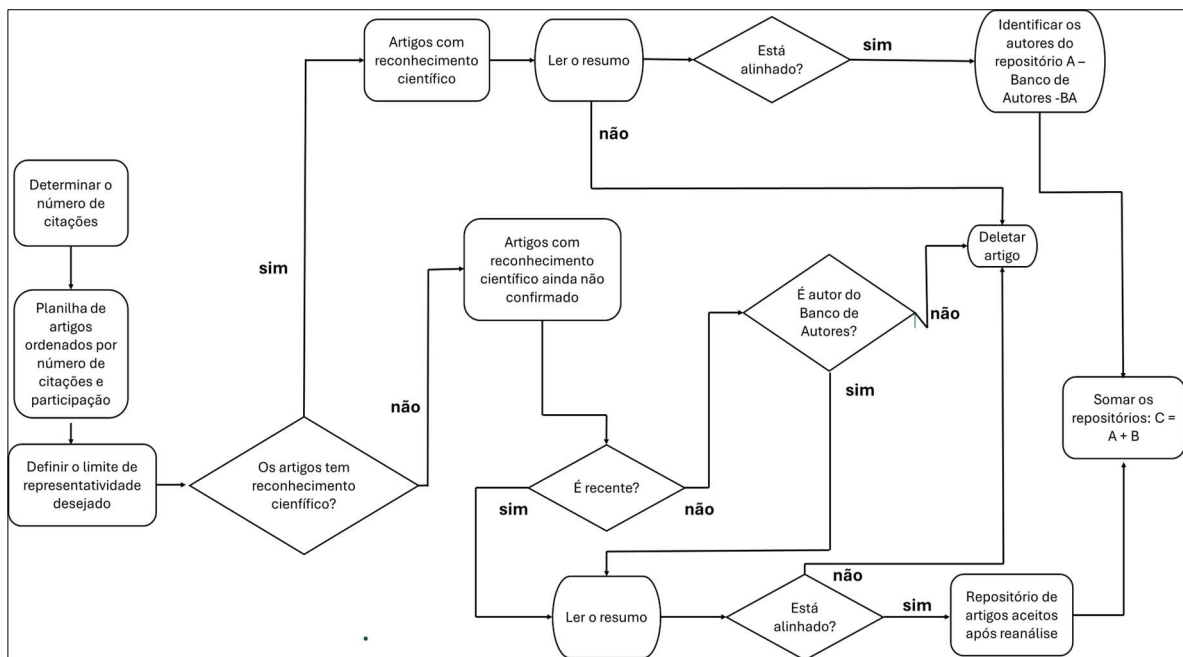 Artigos com
reconhecimento
científico
Ler o resumo
Está
alinhado?
sim
Identificar os
autores do
repositório A –
Banco de
Autores -BA
não
Determinar o
número de
citações
sim
Artigos com
reconhecimento
científico ainda não
confirmado
Deletar
artigo
Planilha de
artigos
ordenados por
número de
citações e
participação
não
É autor do
Banco de
Autores?
não
sim
Somar os
repositórios: C =
A + B
Definir o limite de
representatividade
desejado
Os artigos tem
reconhecimento
cienfífico?
É recente?
sim
não
Ler o resumo
Está
alinhado?
não
sim
Repositório de
artigos aceitos
após reanálise